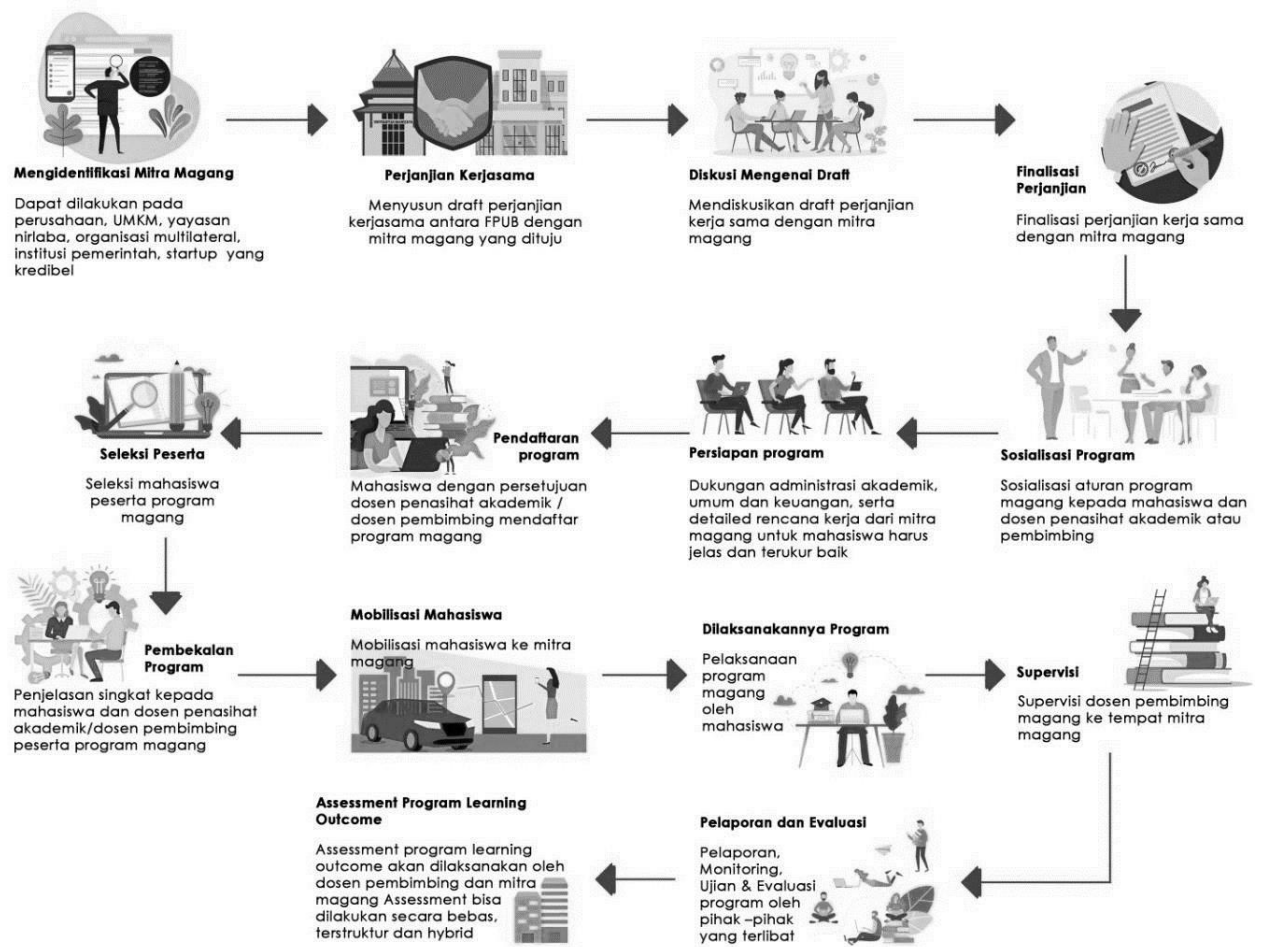 Mengidentifikasi Mitra Magang
Dapat dilakukan pada
perusahaan, UMKM, yayasan
nirlaba, organisasi multilateral,
institusi pemerintah, startup yang
kredibel
Perjanjian Kerjasama
Menyusun draft perjanjian
kerjasama antara FPUB dengan
mitra magang yang dituju
Diskusi Mengenai Draft
Mendiskusikan draft perjanjian
kerja sama dengan mitra
magang
Finalisasi
Perjanjian
Finalisasi perjanjian kerja sama
dengan mitra magang
Sosialisasi Program
Sosialisasi aturan program
magang kepada mahasiswa dan
dosen penasihat akademik atau
pembimbing
Persiapan program
Dukungan administrasi akademik,
umum dan keuangan, serta
detailed rencana kerja dari mitra
magang untuk mahasiswa harus
jelas dan terukur baik
Pendaftaran
program
Mahasiswa dengan persetujuan
dosen penasihat akademik /
dosen pembimbing mendaftar
program magang
Seleksi Peserta
Seleksi mahasiswa
peserta program
magang
Pembekalan
Program
Penjelasan singkat kepada
mahasiswa dan dosen penasihat
akademik/dosen pembimbing
peserta program magang
Mobilisasi Mahasiswa
Mobilisasi mahasiswa ke mitra
magang
Dilaksanakannya Program
Pelaksanaan
program
magang
oleh
mahasiswa
Supervisi
Supervisi dosen pembimbing
magang ke tempat mitra
magang
Pelaporan dan Evaluasi
Pelaporan,
Monitoring,
Ujian & Evaluasi
program oleh
pihak –pihak
yang terlibat
Assessment Program Learning
Outcome
Assessment program learning
outcome akan dilaksanakan oleh
dosen pembimbing dan mitra
magang Assessment bisa
dilakukan secara bebas,
terstruktur dan hybrid